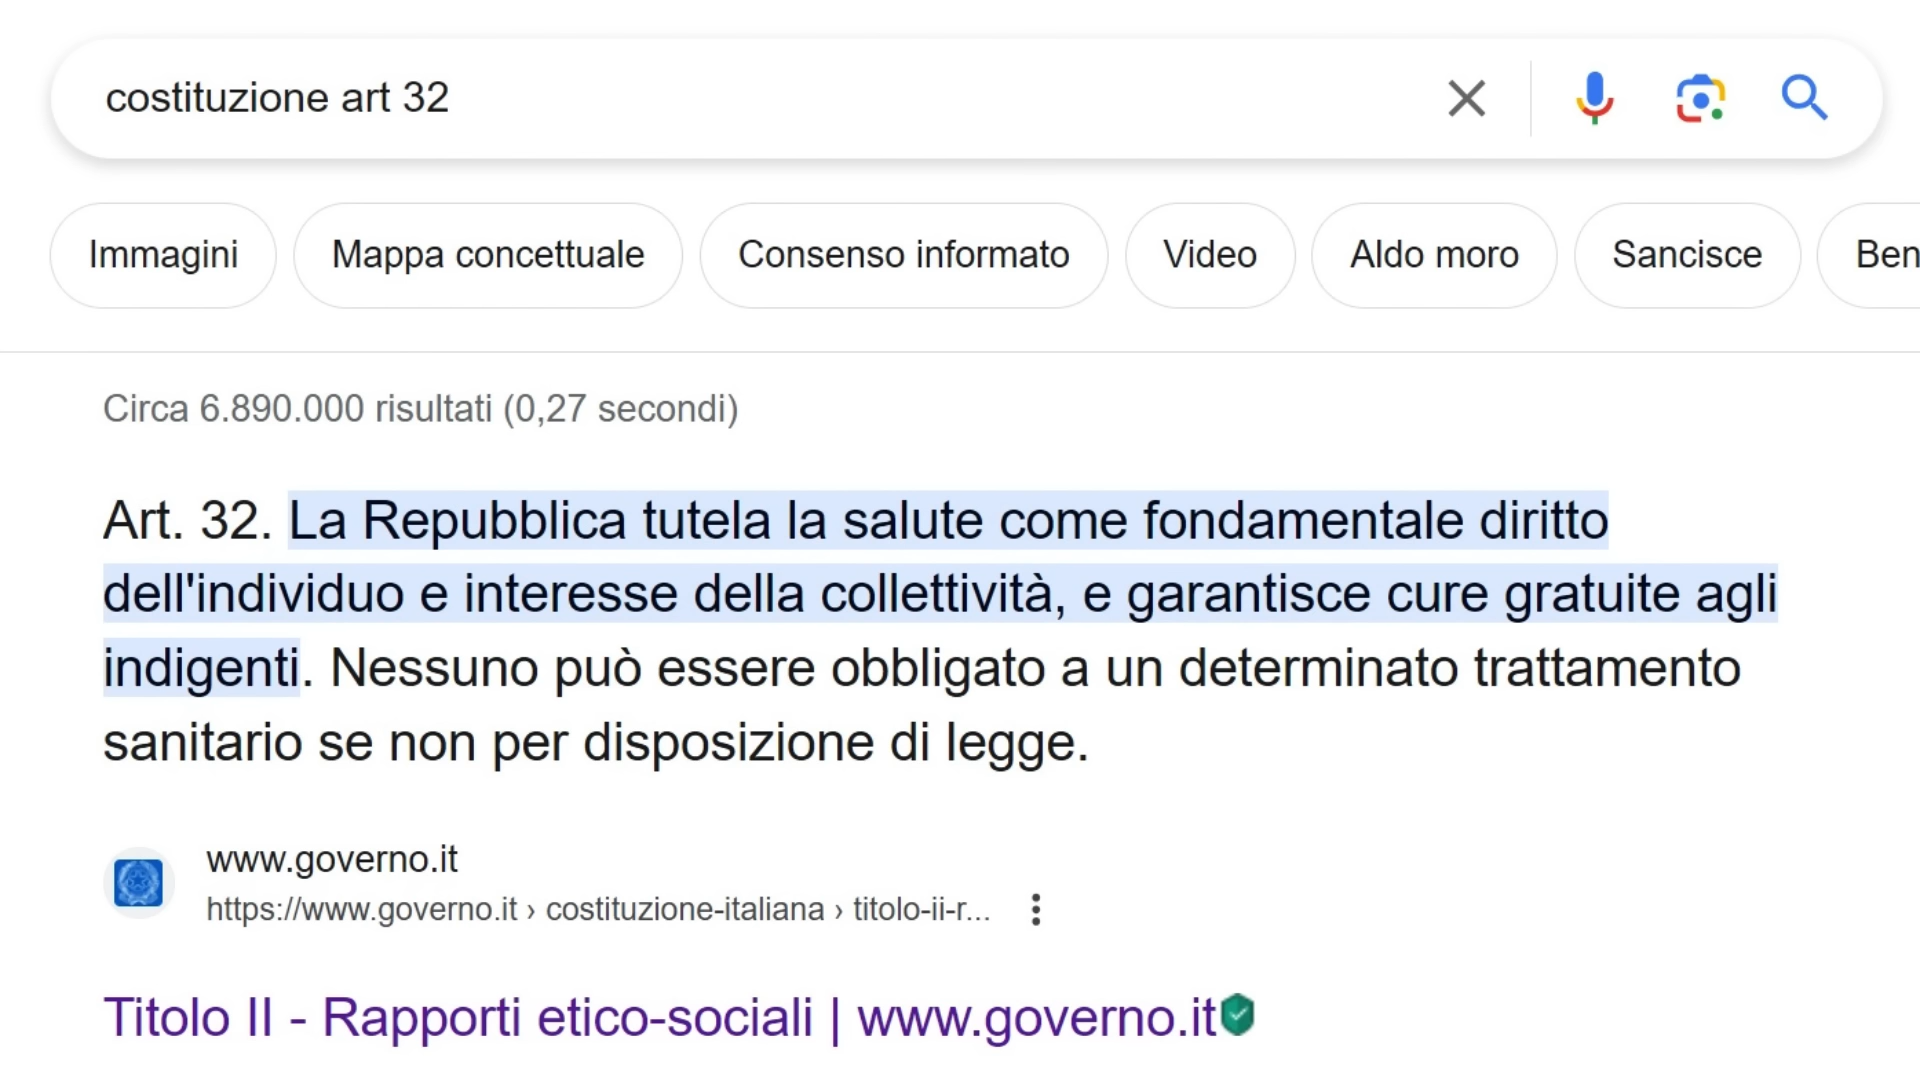 costituzione art 32
Immagini Mappa concettuale Consenso informato Video Aldo moro Sancisce Ben
Circa 6.890.000 risultati (0,27 secondi)
Art. 32. La Repubblica tutela la salute come fondamentale diritto
dell'individuo e interesse della collettività, e garantisce cure gratuite agli
indigenti. Nessuno può essere obbligato a un determinato trattamento
sanitario se non per disposizione di legge.
www.governo.it
https://www.governo.it › costituzione-italiana › titolo-ii-r...
Titolo II - Rapporti etico-sociali | www.governo.it